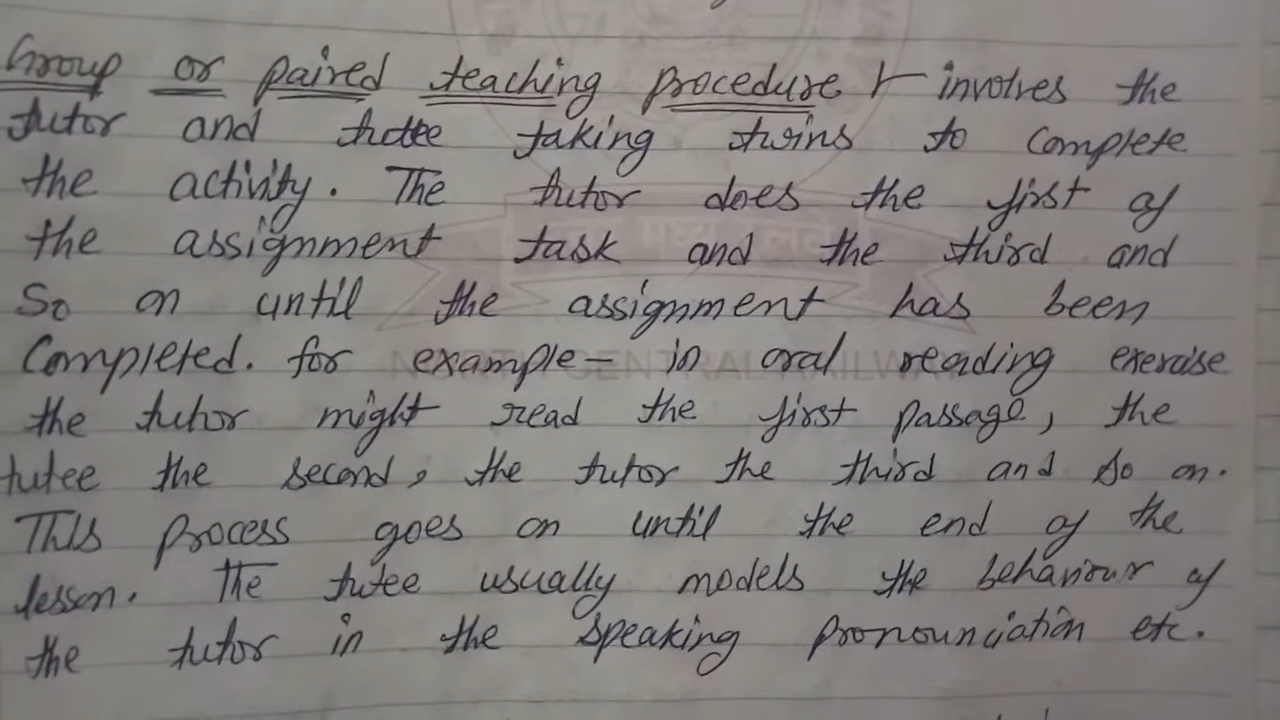 Group or paired teaching procedure :- involves the
tutor and tutee taking twins to complete
the activity. The tutor does the first of
the assignment task and the third and
So on until the assignment has been
Completed. for example - in oral reading exercise
the tutor might read the first passage, the
tutee the second, the tutor the third and so on.
This process goes on until the end of the
lesson. The tutee usually models the behaviour of
the tutor in the speaking pronounciation etc.
NORTH CENTRAL RAILWAY